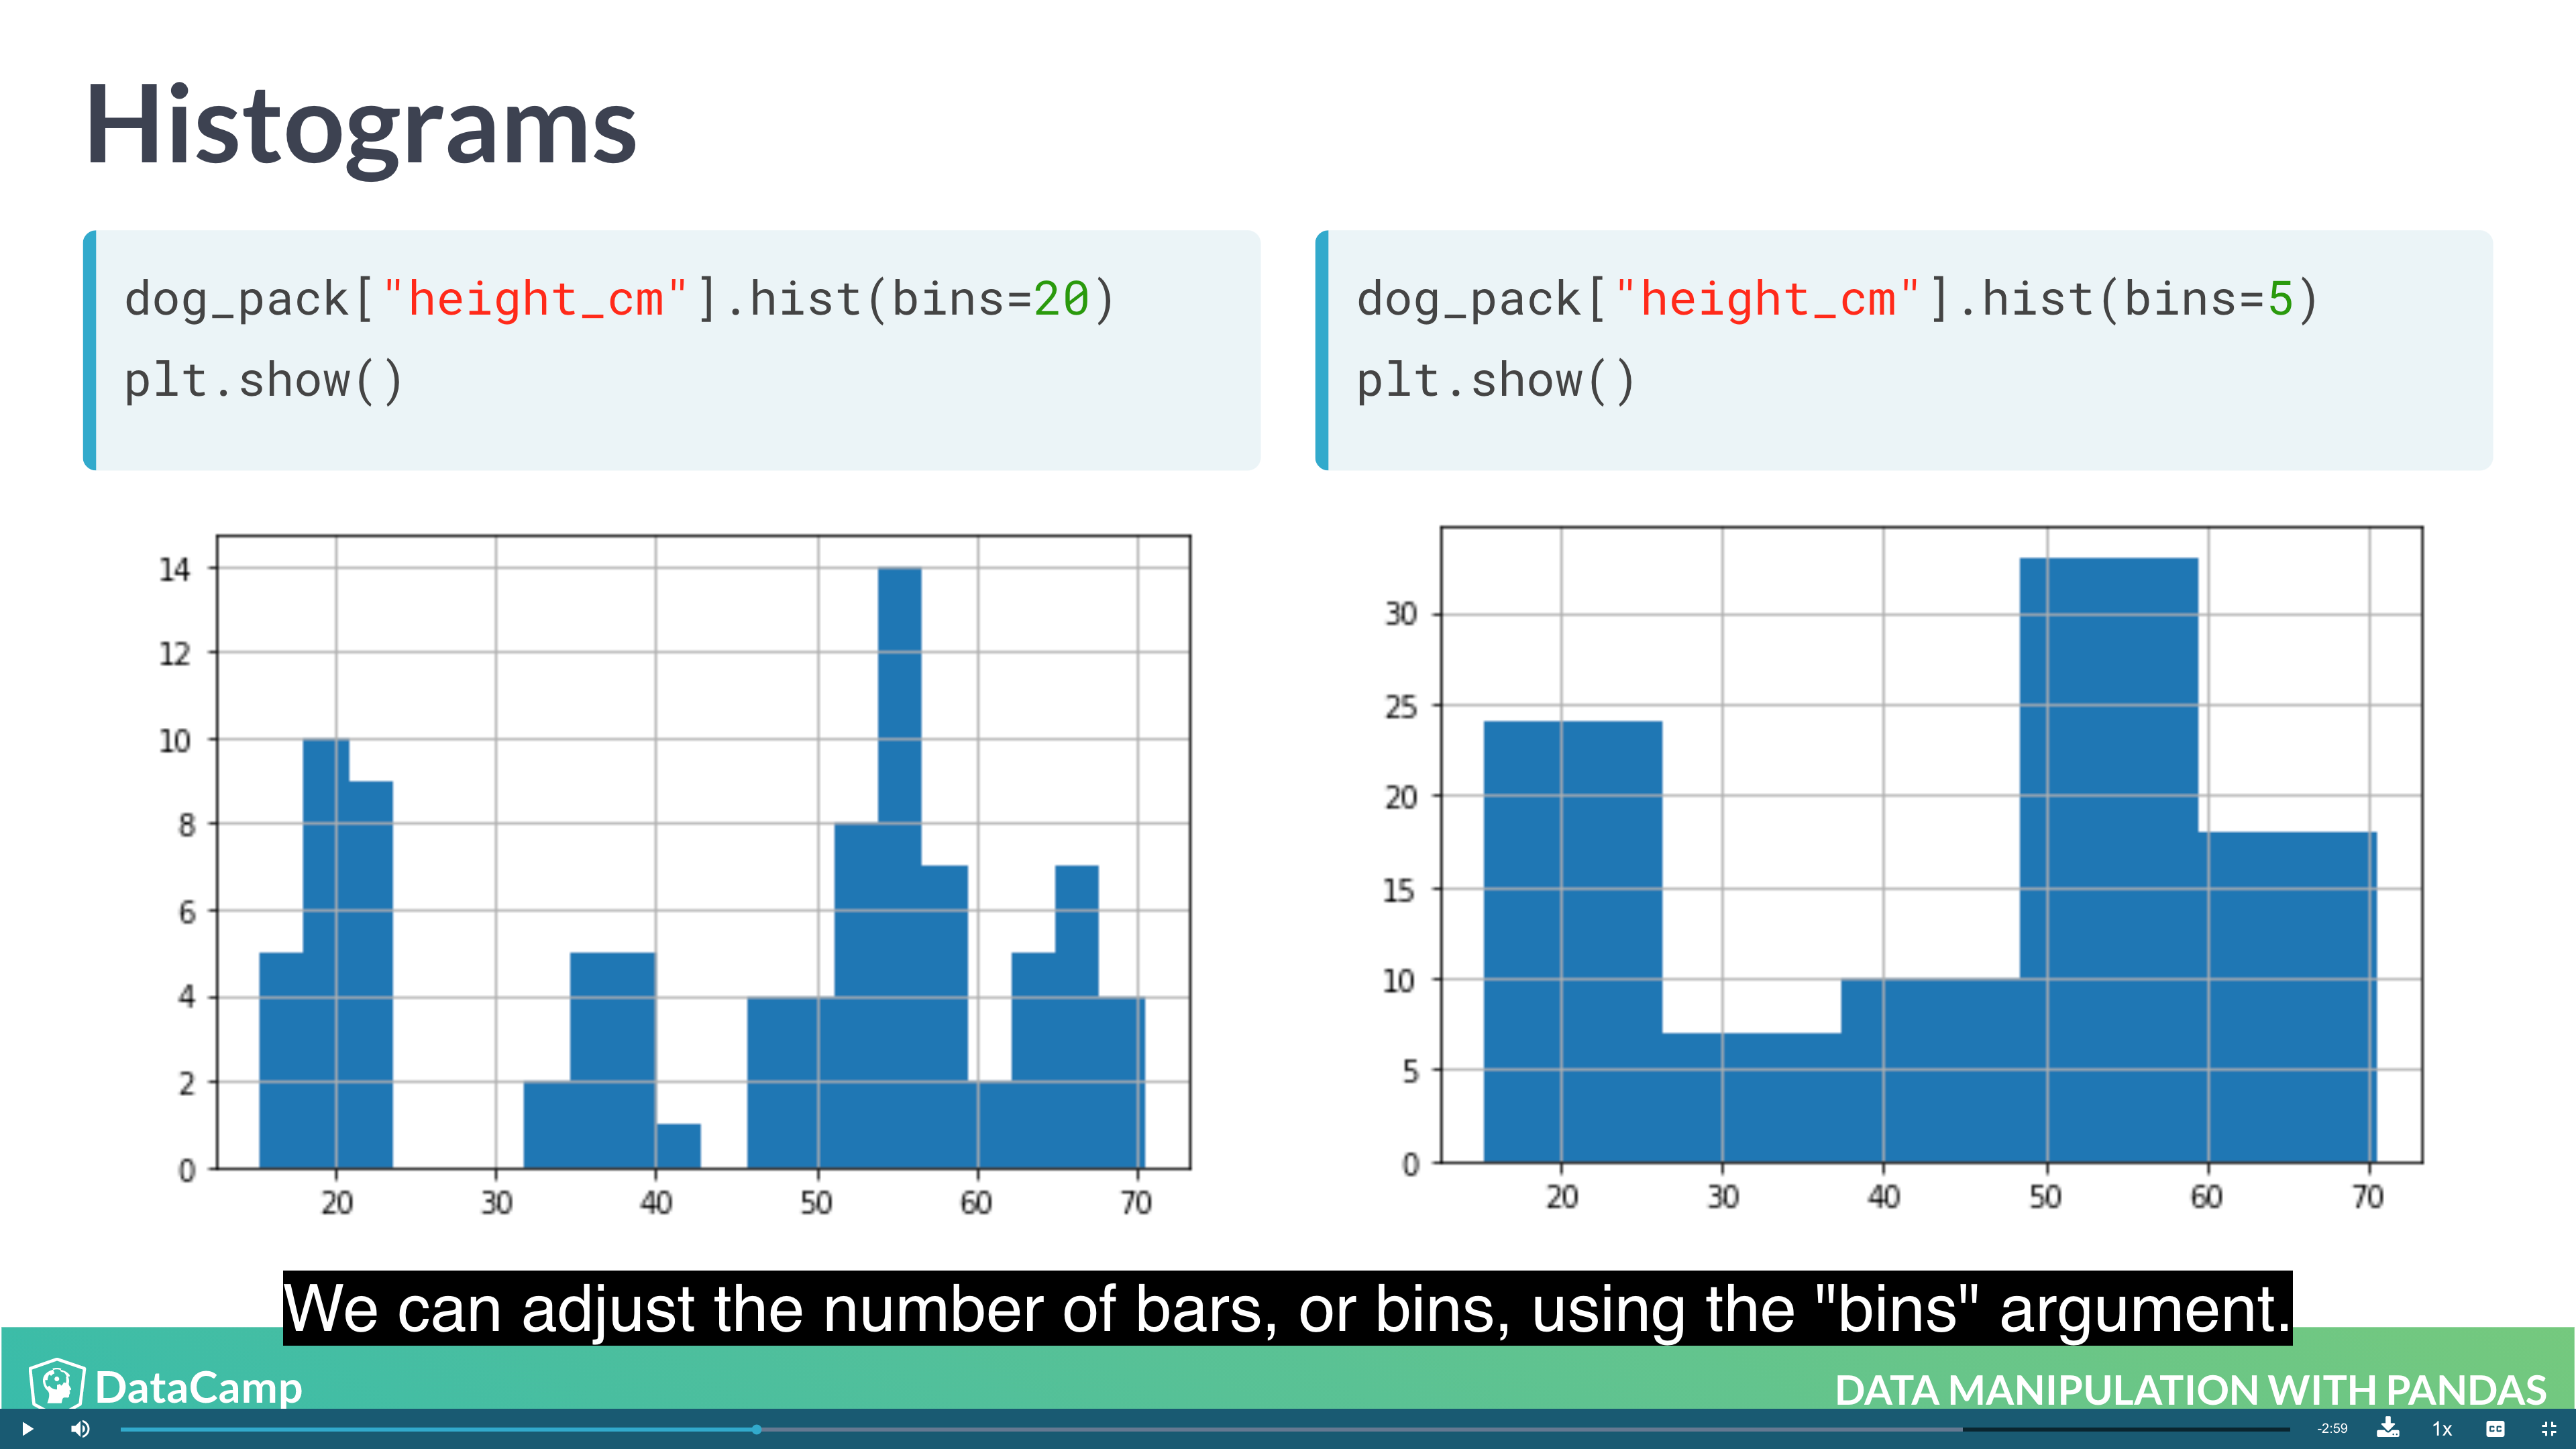 Histograms
dog_pack["height_cm"].hist(bins=20)
plt.show()
dog_pack["height_cm"].hist(bins=5)
plt.show()
14
12
10
8
6
4
2
0
20 30 40 50 60 70
30
25
20
15
10
5
0
20 30 40 50 60 70
We can adjust the number of bars, or bins, using the "bins" argument.
DataCamp
DATA MANIPULATION WITH PANDAS
-2:59
1x
CC